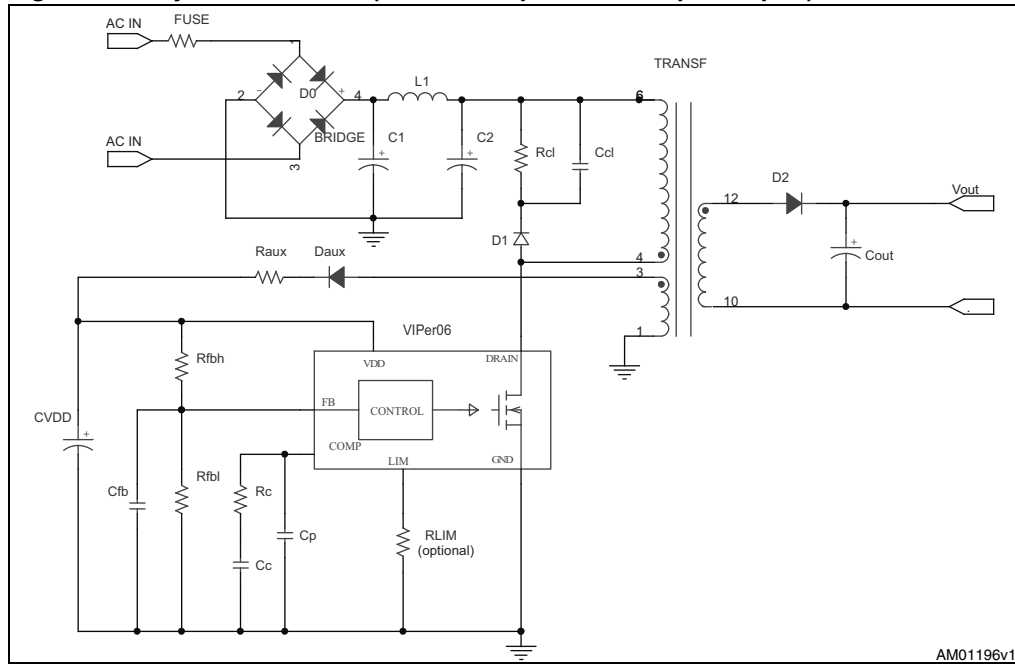 AC IN
FUSE
1
2
-
D0
+
4
BRIDGE
3
AC IN
L1
C1
+
C2
+
Rcl
Ccl
D1
TRANSF
6
4
3
1
12
10
D2
Vout
+
Cout
.
Raux
Daux
VIPer06
VDD
DRAIN
FB
CONTROL
COMP
LIM
GND
Rfbh
CVDD
+
Cfb
Rfbl
Rc
Cp
Cc
RLIM
(optional)
AM01196v1